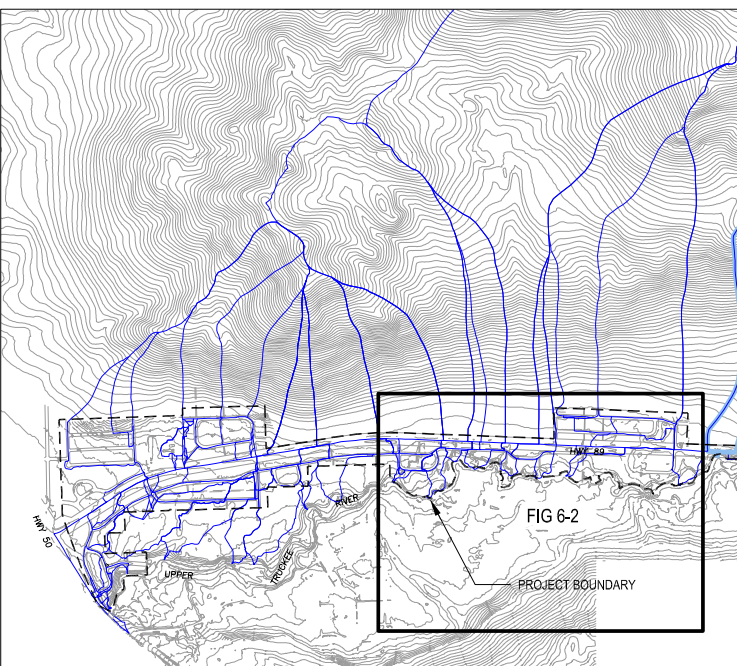 HWY 89
RIVER
FIG 6-2
HWY 50
TRUCKEE
UPPER
PROJECT BOUNDARY